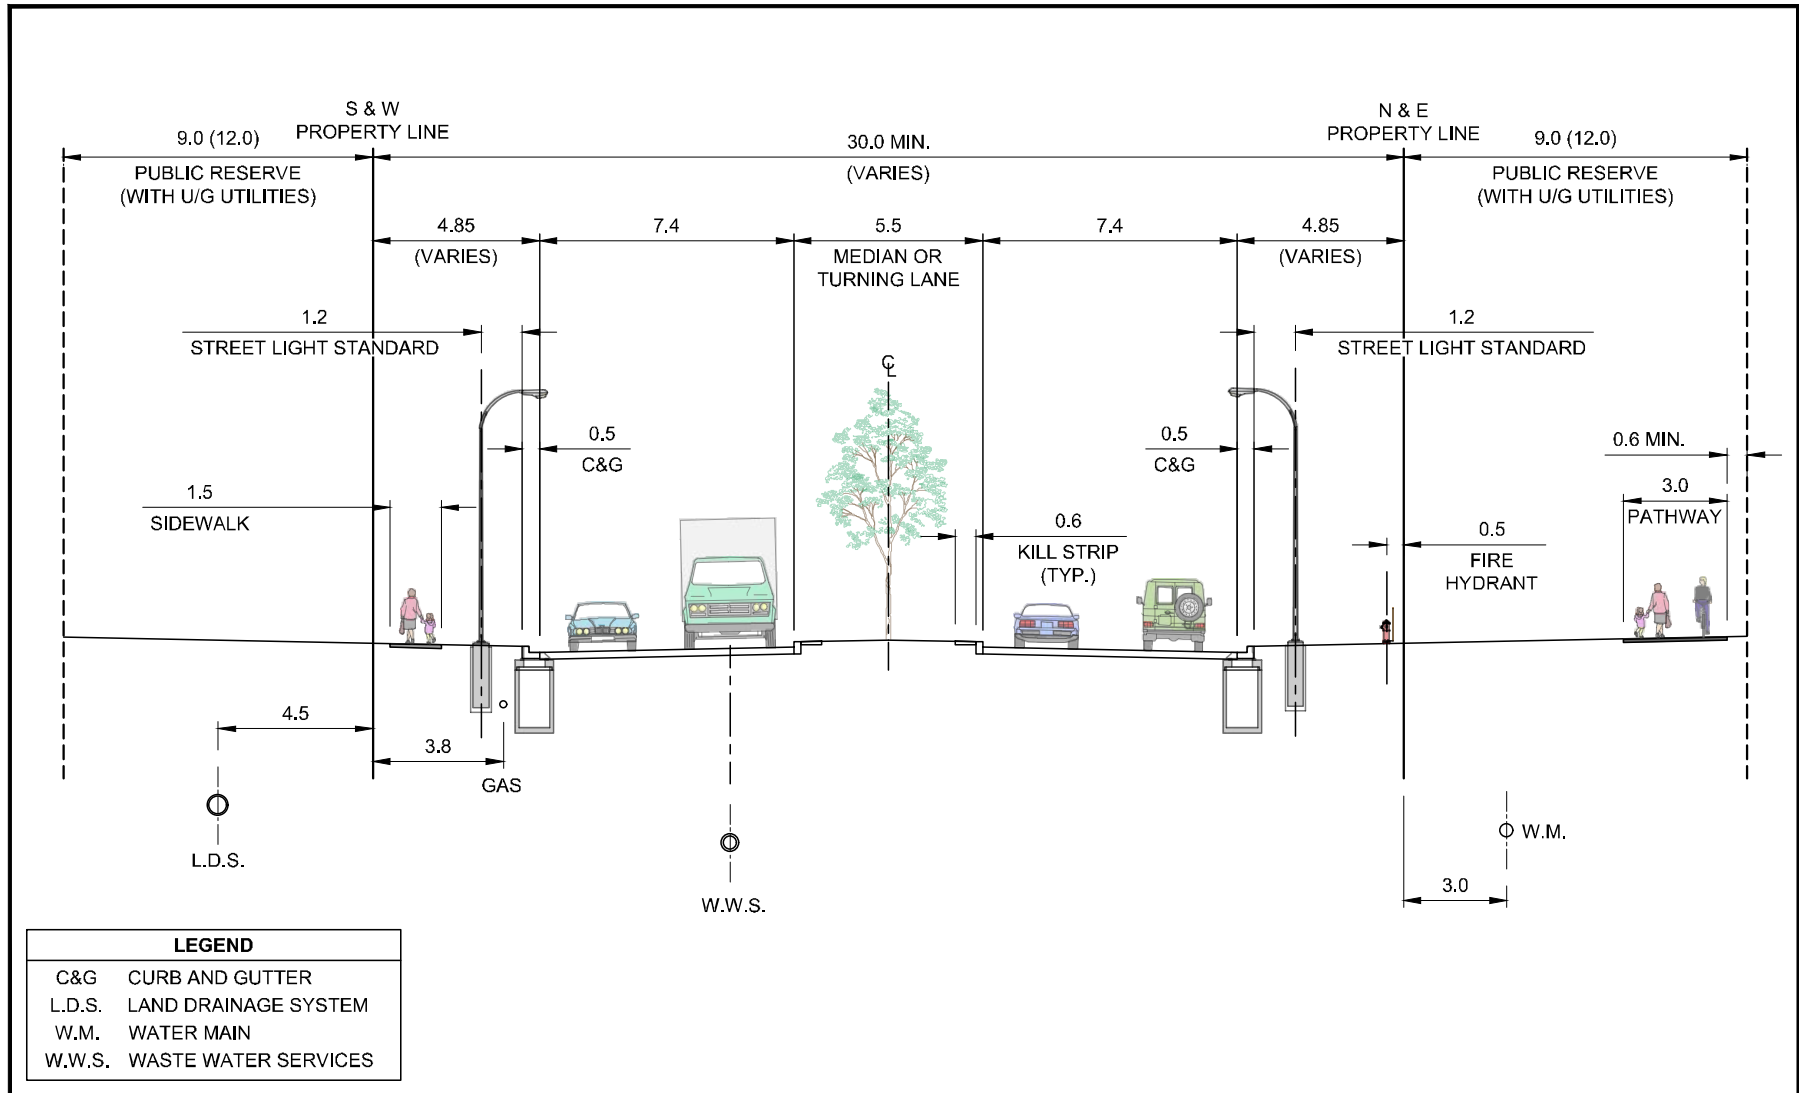 S & W
PROPERTY LINE
N & E
PROPERTY LINE
9.0 (12.0)
30.0 MIN.
9.0 (12.0)
PUBLIC RESERVE
(WITH U/G UTILITIES)
(VARIES)
PUBLIC RESERVE
(WITH U/G UTILITIES)
4.85
7.4
5.5
7.4
4.85
(VARIES)
MEDIAN OR
TURNING LANE
(VARIES)
1.2
STREET LIGHT STANDARD
1.2
STREET LIGHT STANDARD
CL
0.5
C&G
0.5
C&G
0.6 MIN.
1.5
SIDEWALK
3.0
PATHWAY
0.6
KILL STRIP
(TYP.)
0.5
FIRE
HYDRANT
4.5
3.8
GAS
L.D.S.
W.W.S.
W.M.
3.0
LEGEND
C&G CURB AND GUTTER
L.D.S. LAND DRAINAGE SYSTEM
W.M. WATER MAIN
W.W.S. WASTE WATER SERVICES